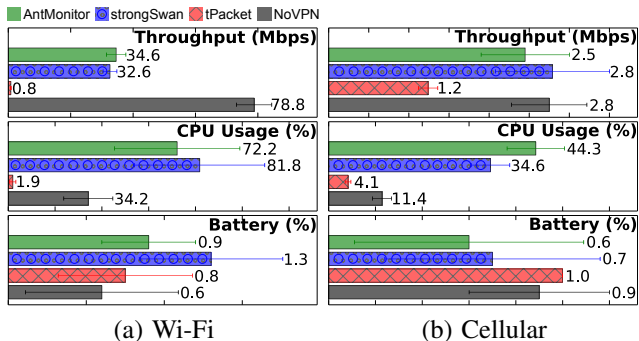 AntMonitor strongSwan tPacket NoVPN
Throughput (Mbps)
34.6
32.6
0.8
78.8
CPU Usage (%)
72.2
81.8
1.9
34.2
Battery (%)
0.9
1.3
0.8
0.6
(a) Wi-Fi
Throughput (Mbps)
2.5
2.8
1.2
2.8
CPU Usage (%)
44.3
34.6
4.1
11.4
Battery (%)
0.6
0.7
1.0
0.9
(b) Cellular